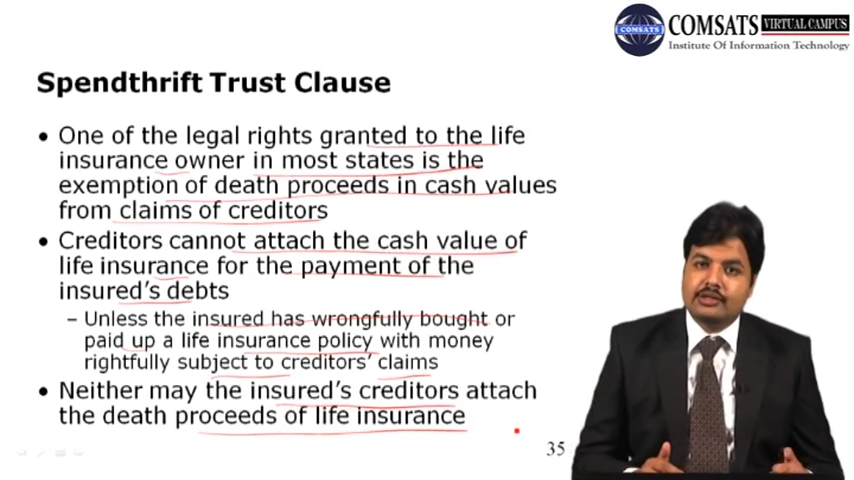 COMSATS VIRTUAL CAMPUS
COMSATS
Institute Of Information Technology
Spendthrift Trust Clause
• One of the legal rights granted to the life
insurance owner in most states is the
exemption of death proceeds in cash values
from claims of creditors
• Creditors cannot attach the cash value of
life insurance for the payment of the
insured's debts
– Unless the insured has wrongfully bought or
paid up a life insurance policy with money
rightfully subject to creditors' claims
• Neither may the insured's creditors attach
the death proceeds of life insurance
35